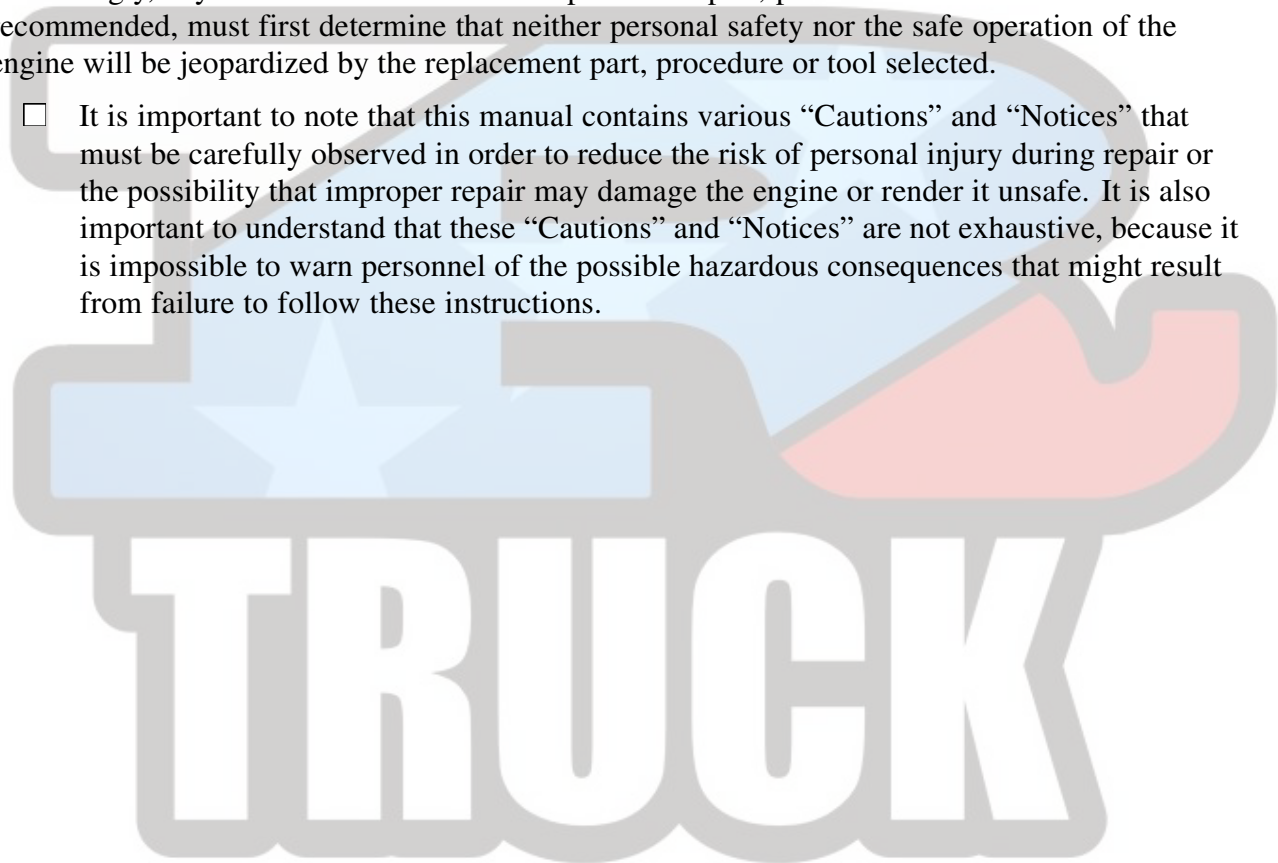 recommended, must first determine that neither personal safety nor the safe operation of the
engine will be jeopardized by the replacement part, procedure or tool selected.
It is important to note that this manual contains various “Cautions” and “Notices” that
must be carefully observed in order to reduce the risk of personal injury during repair or
the possibility that improper repair may damage the engine or render it unsafe. It is also
important to understand that these “Cautions” and “Notices” are not exhaustive, because it
is impossible to warn personnel of the possible hazardous consequences that might result
from failure to follow these instructions.
TRUCK